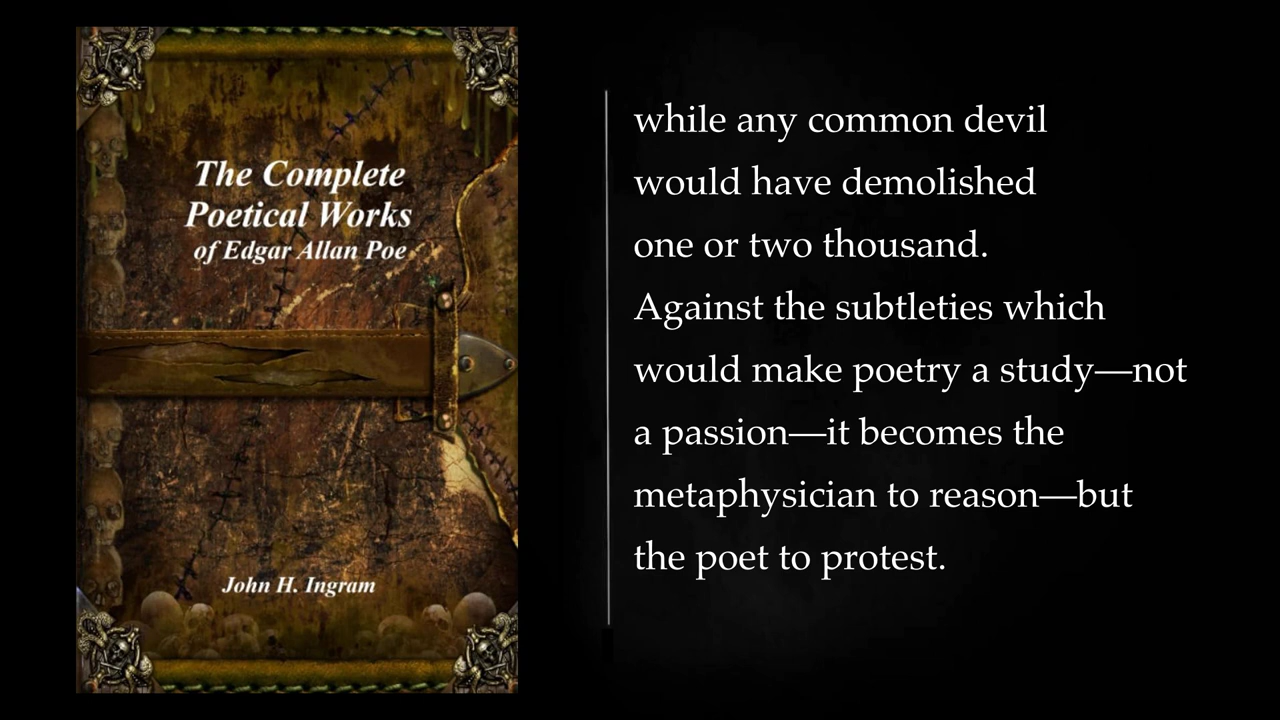 The Complete
Poetical Works
of Edgar Allan Poe
John H. Ingram
while any common devil
would have demolished
one or two thousand.
Against the subtleties which
would make poetry a study—not
a passion—it becomes the
metaphysician to reason—but
the poet to protest.